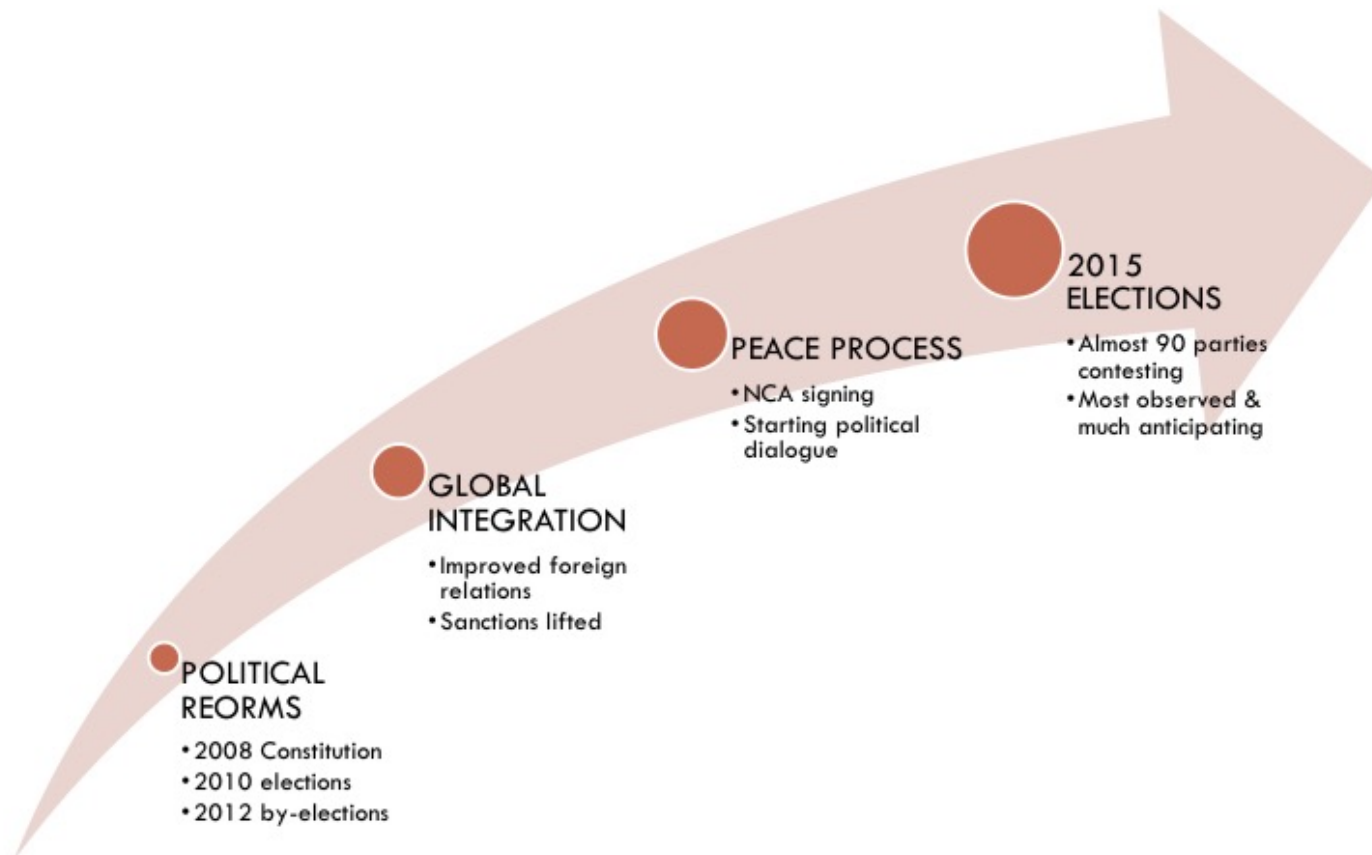 POLITICAL
REORMS
• 2008 Constitution
• 2010 elections
• 2012 by-elections
GLOBAL
INTEGRATION
• Improved foreign
relations
• Sanctions lifted
PEACE PROCESS
• NCA signing
• Starting political
dialogue
2015
ELECTIONS
• Almost 90 parties
contesting
• Most observed &
much anticipating